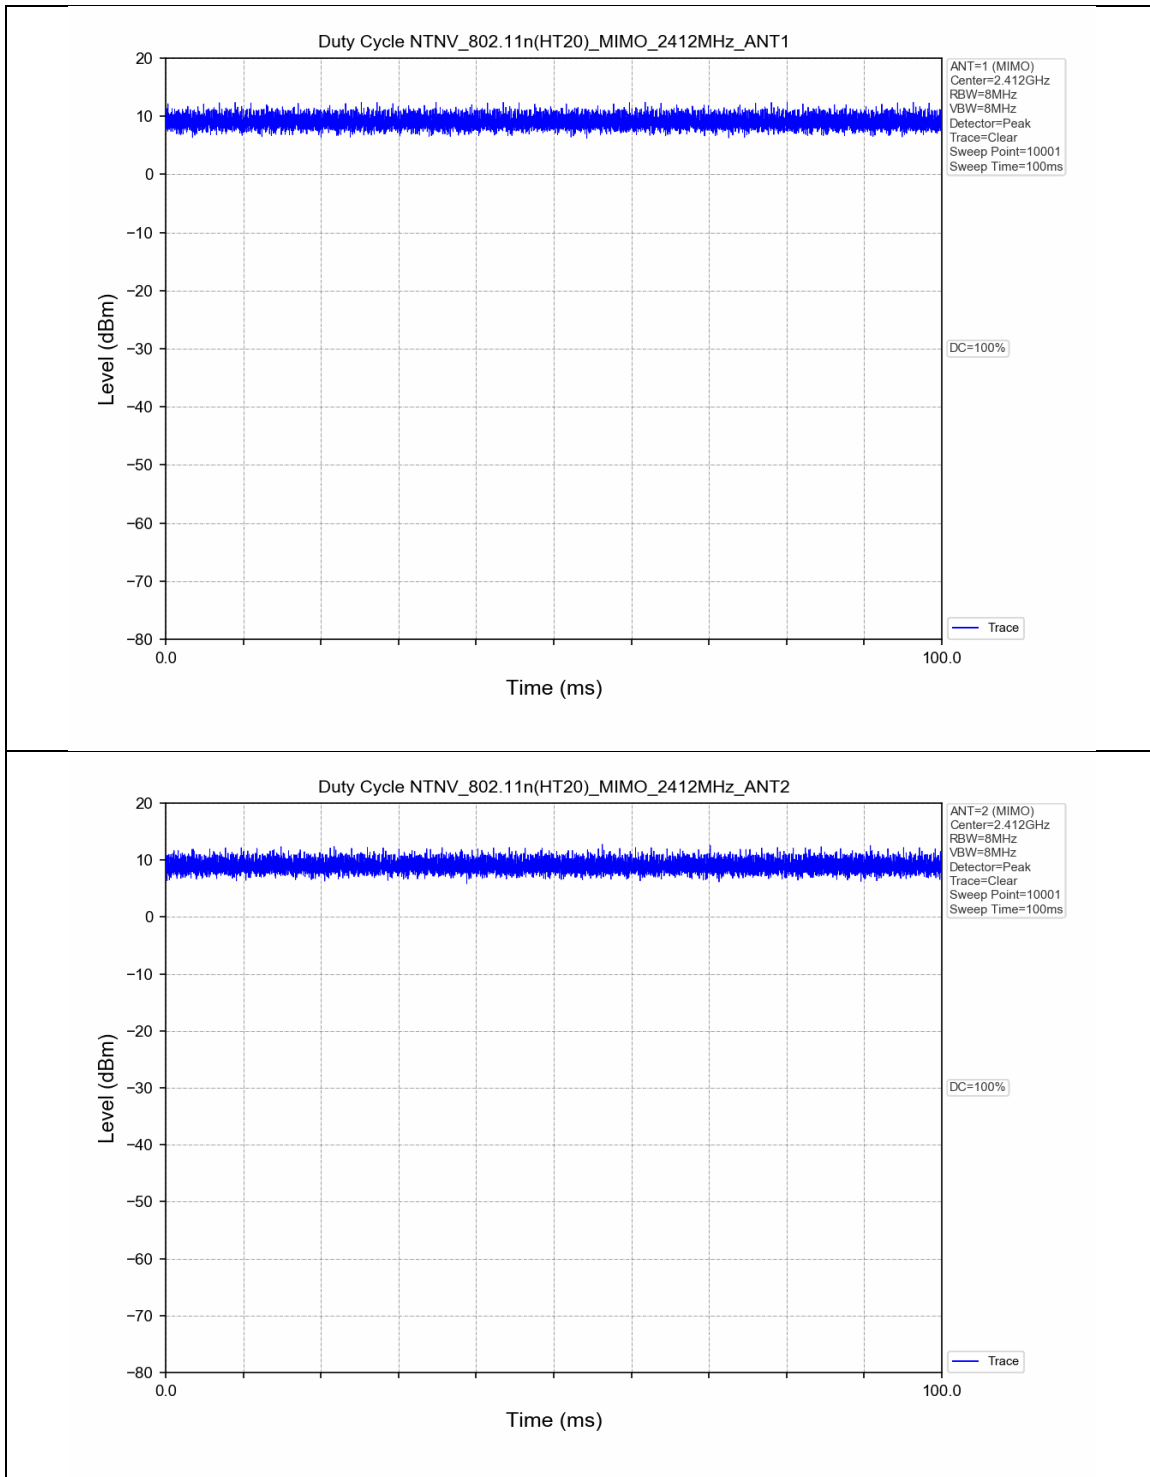 Duty Cycle NTNV_802.11n(HT20)_MIMO_2412MHz_ANT1
20
10
0
−10
−20
−30
−40
−50
−60
−70
−80
Level (dBm)
0.0
100.0
Time (ms)
ANT=1 (MIMO)
Center=2.412GHz
RBW=8MHz
VBW=8MHz
Detector=Peak
Trace=Clear
Sweep Point=10001
Sweep Time=100ms
DC=100%
Trace
Duty Cycle NTNV_802.11n(HT20)_MIMO_2412MHz_ANT2
20
10
0
−10
−20
−30
−40
−50
−60
−70
−80
Level (dBm)
0.0
100.0
Time (ms)
ANT=2 (MIMO)
Center=2.412GHz
RBW=8MHz
VBW=8MHz
Detector=Peak
Trace=Clear
Sweep Point=10001
Sweep Time=100ms
DC=100%
Trace